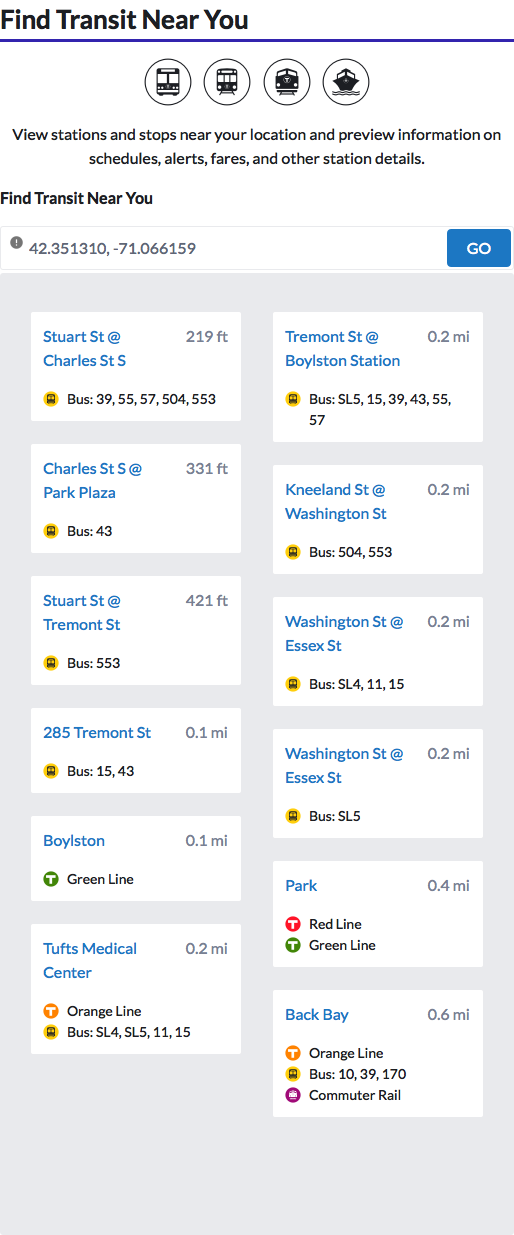 Find Transit Near You
View stations and stops near your location and preview information on
schedules, alerts, fares, and other station details.
Find Transit Near You
42.351310, -71.066159
GO
Stuart St @ 219 ft
Charles St S
Bus: 39, 55, 57, 504, 553
Charles St S @ 331 ft
Park Plaza
Bus: 43
Stuart St @ 421 ft
Tremont St
Bus: 553
285 Tremont St 0.1 mi
Bus: 15, 43
Boylston 0.1 mi
Green Line
Tufts Medical 0.2 mi
Center
Orange Line
Bus: SL4, SL5, 11, 15
Tremont St @ 0.2 mi
Boylston Station
Bus: SL5, 15, 39, 43, 55,
57
Kneeland St @ 0.2 mi
Washington St
Bus: 504, 553
Washington St @ 0.2 mi
Essex St
Bus: SL4, 11, 15
Washington St @ 0.2 mi
Essex St
Bus: SL5
Park 0.4 mi
Red Line
Green Line
Back Bay 0.6 mi
Orange Line
Bus: 10, 39, 170
Commuter Rail